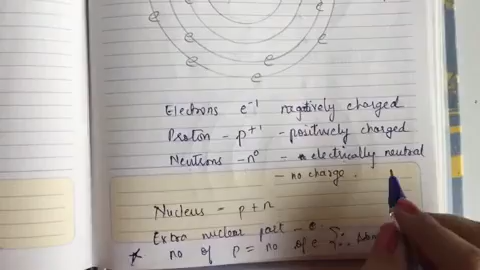 e
e
e
e
e
e
e
Electrons e⁻¹ negatively charged
Proton - p⁺¹ - positively charged
Neutrons - n⁰ - electrically neutral
- no charge.
Nucleus - p + n
Extra nuclear part - e.
* no of p = no of e